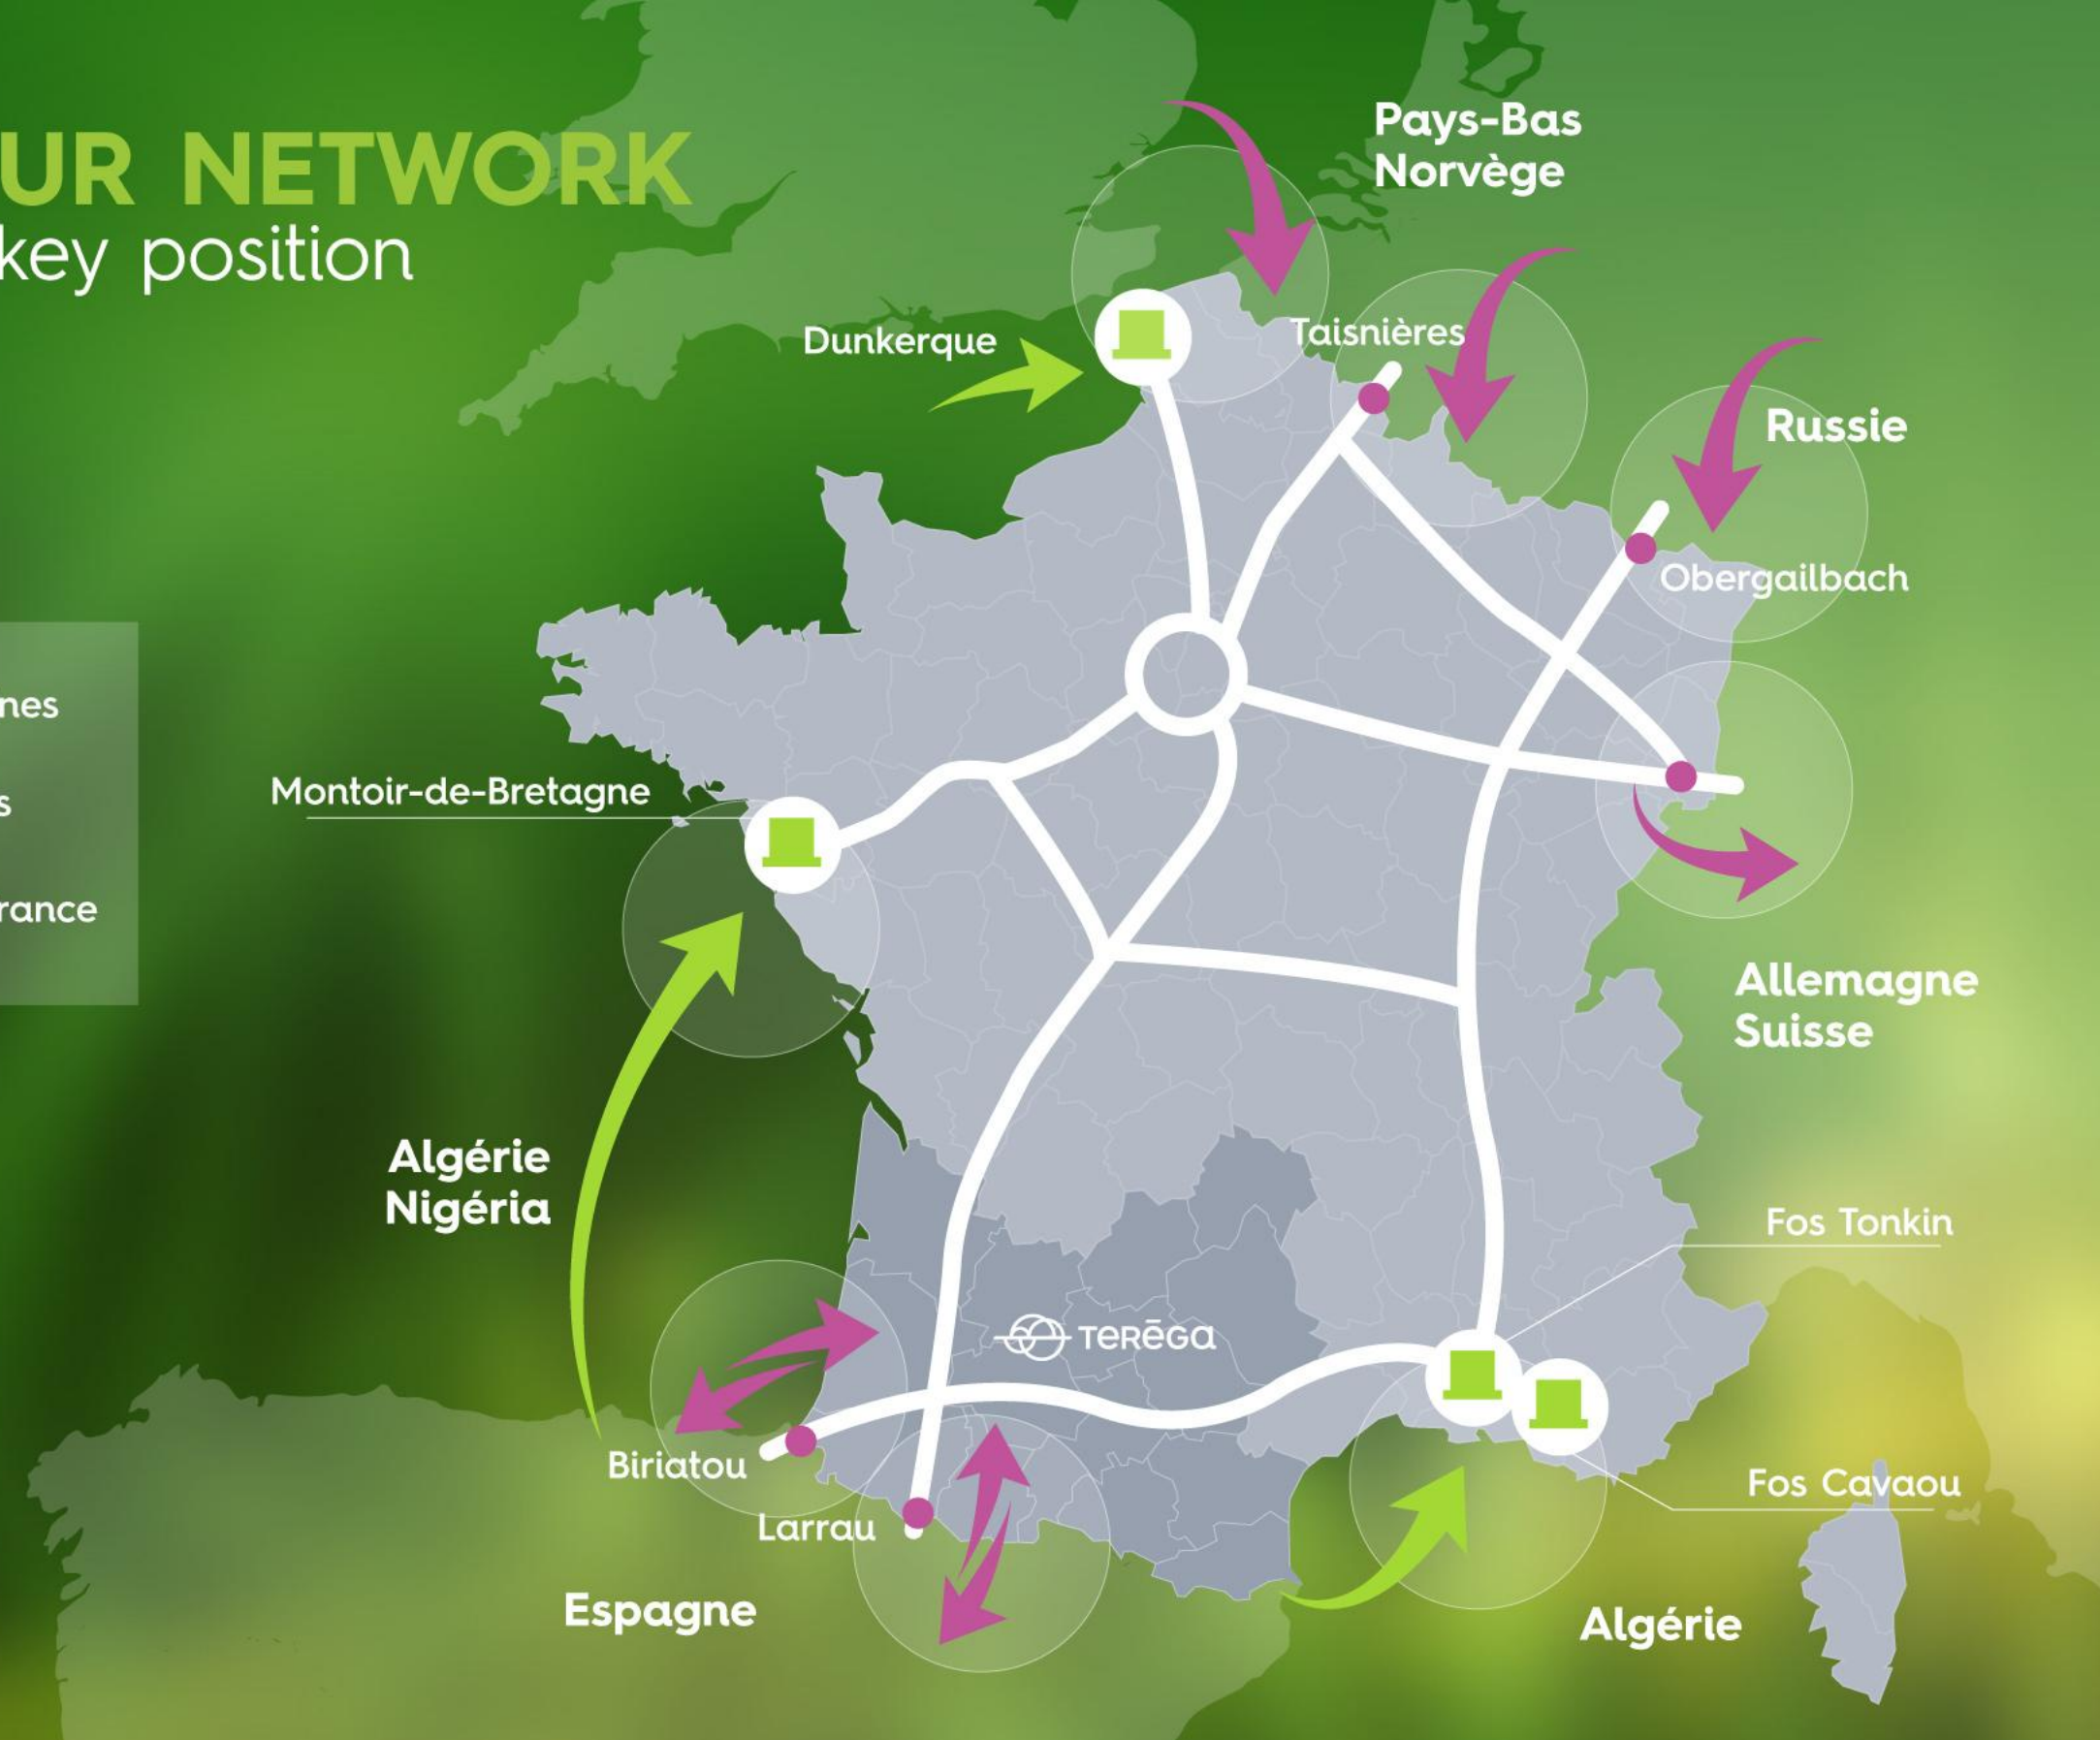 UR NETWORK
key position
Pays-Bas
Norvège
Dunkerque
Taisnières
Russie
Obergailbach
nes
s
rance
Montoir-de-Bretagne
Allemagne
Suisse
Algérie
Nigéria
Fos Tonkin
TERĒGA
Biriatou
Larrau
Fos Cavaou
Espagne
Algérie